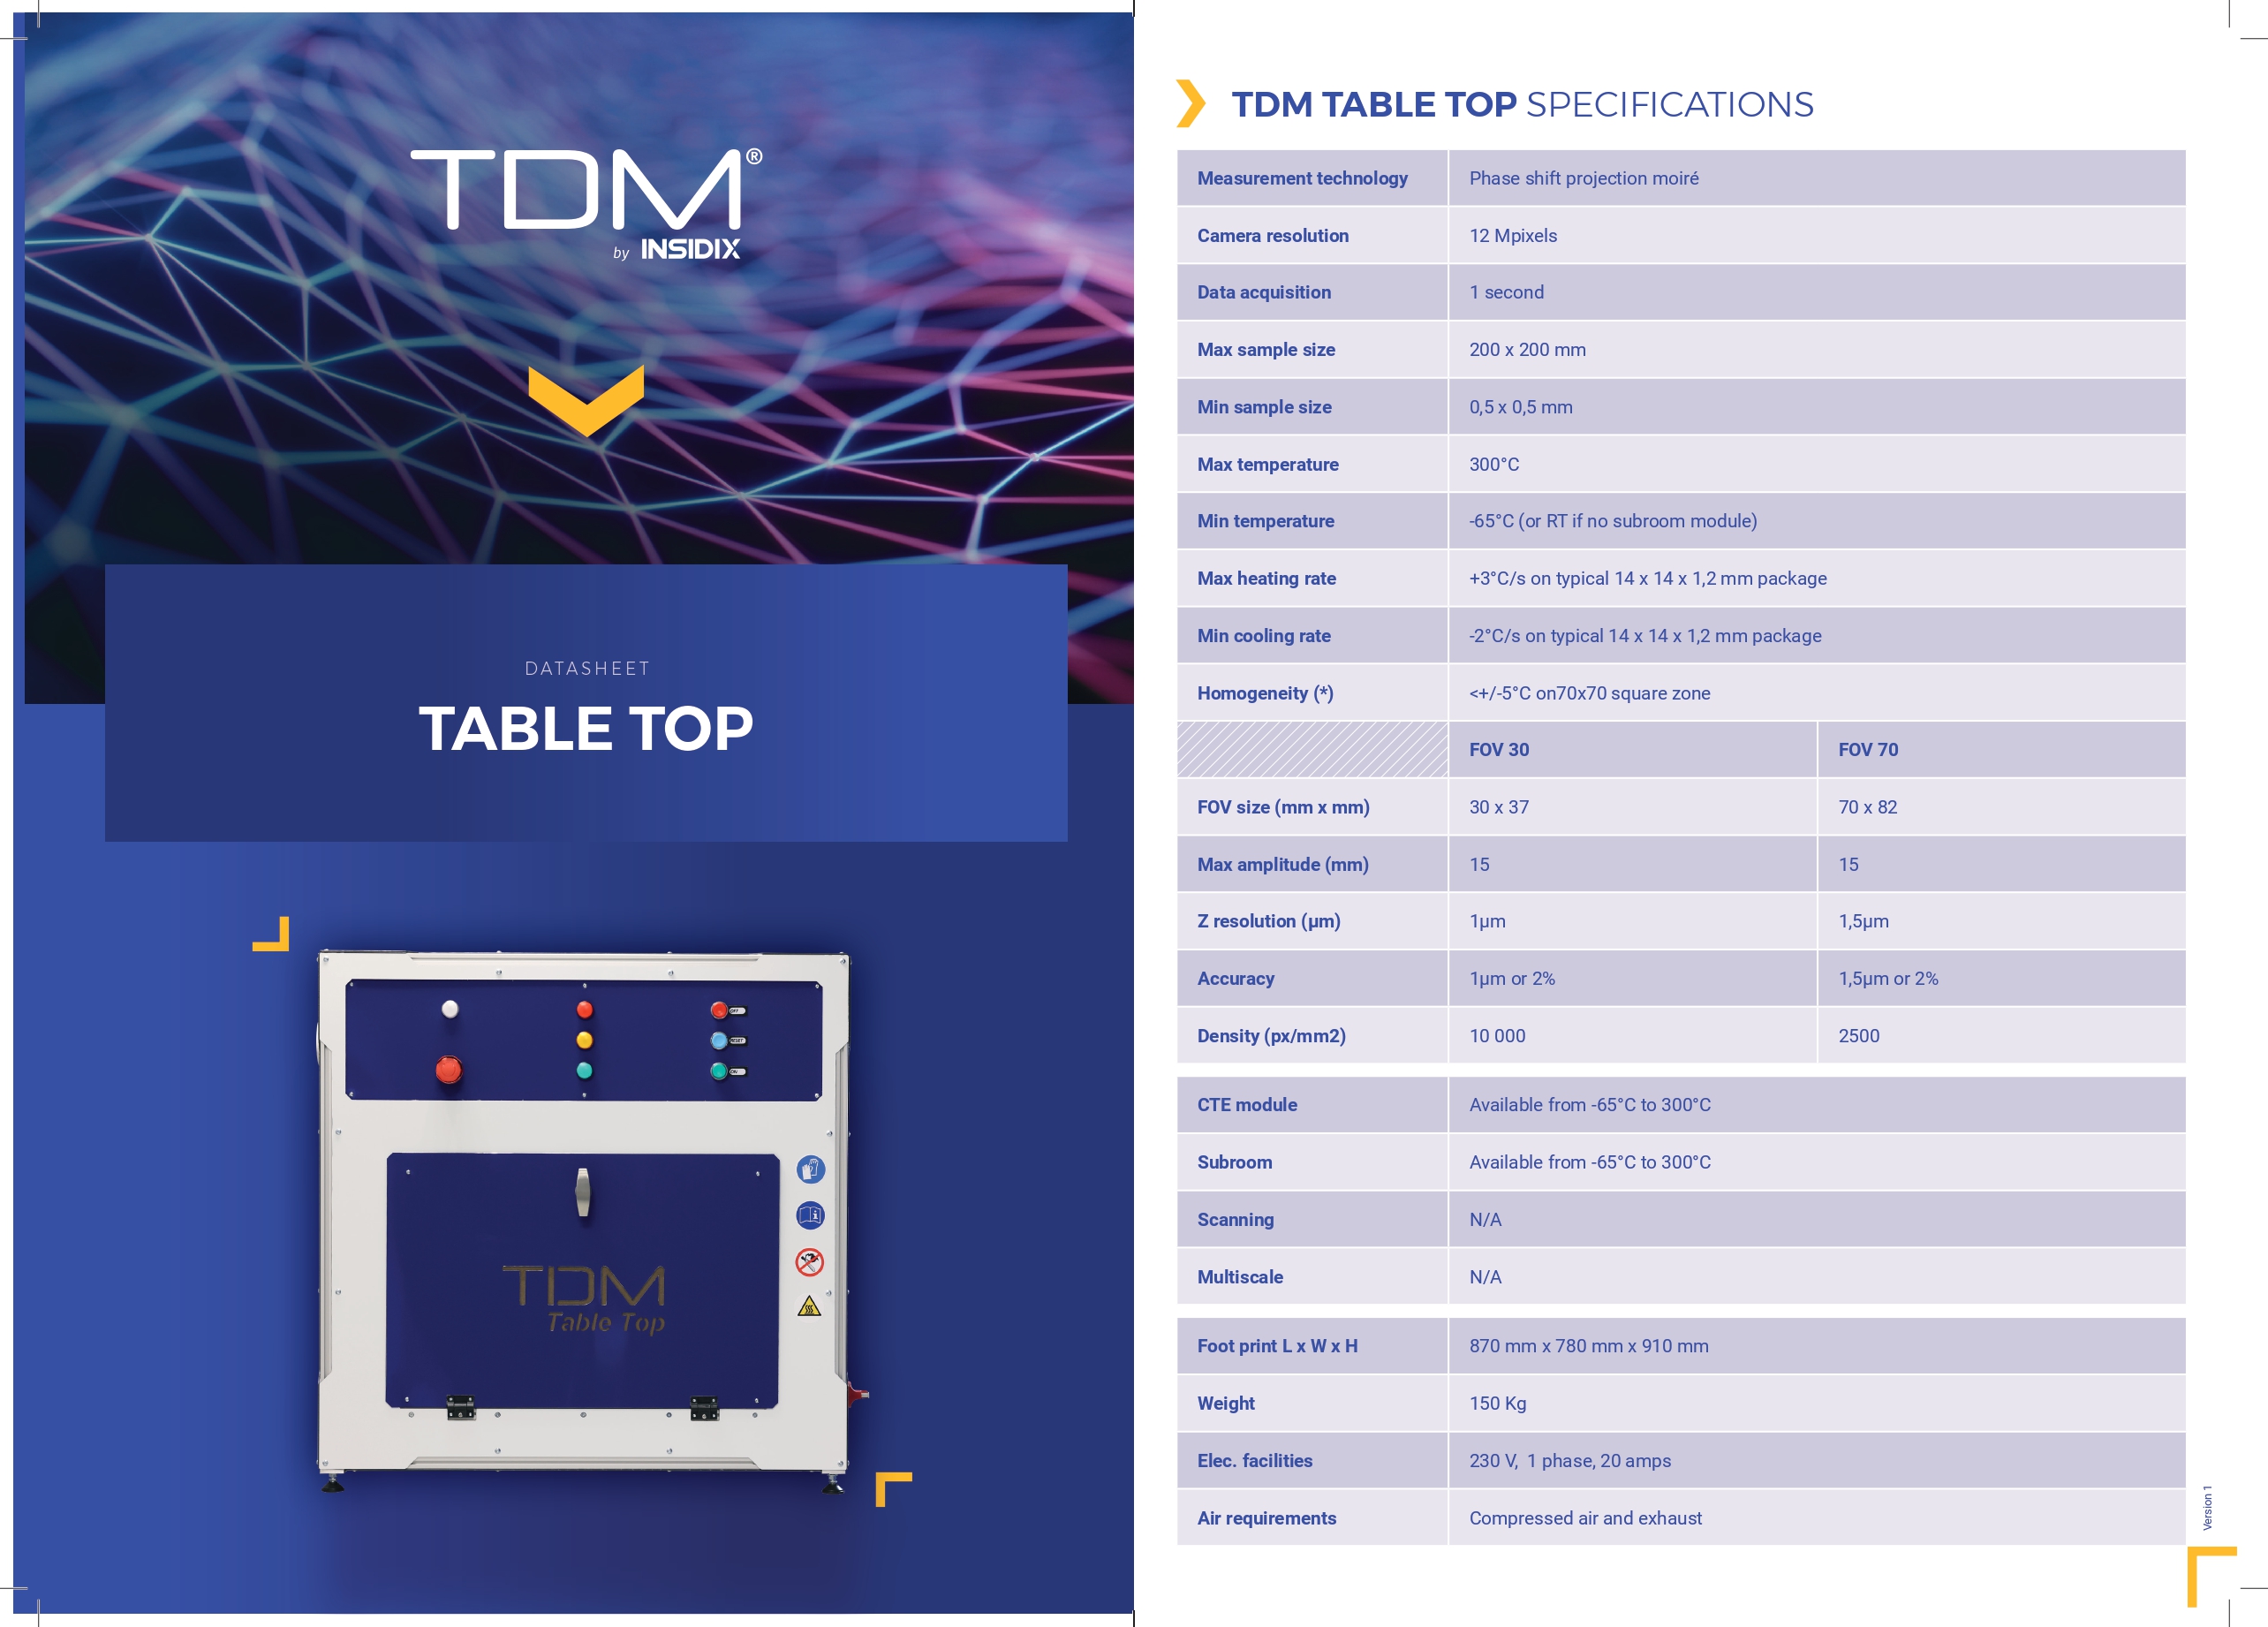 TDM®
by INSIDIX
DATASHEET
TABLE TOP
OFF
RESET
ON
TDM
Table Top
TDM TABLE TOP SPECIFICATIONS
Measurement technology Phase shift projection moiré
Camera resolution 12 Mpixels
Data acquisition 1 second
Max sample size 200 x 200 mm
Min sample size 0,5 x 0,5 mm
Max temperature 300°C
Min temperature -65°C (or RT if no subroom module)
Max heating rate +3°C/s on typical 14 x 14 x 1,2 mm package
Min cooling rate -2°C/s on typical 14 x 14 x 1,2 mm package
Homogeneity (*) <+/-5°C on70x70 square zone
FOV 30 FOV 70
FOV size (mm x mm) 30 x 37 70 x 82
Max amplitude (mm) 15 15
Z resolution (µm) 1µm 1,5µm
Accuracy 1µm or 2% 1,5µm or 2%
Density (px/mm2) 10 000 2500
CTE module Available from -65°C to 300°C
Subroom Available from -65°C to 300°C
Scanning N/A
Multiscale N/A
Foot print L x W x H 870 mm x 780 mm x 910 mm
Weight 150 Kg
Elec. facilities 230 V, 1 phase, 20 amps
Air requirements Compressed air and exhaust
Version 1